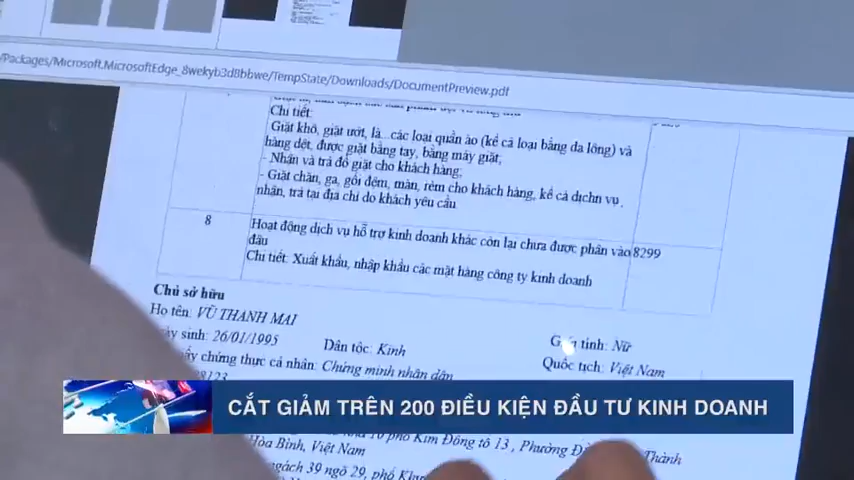 /Packages/Microsoft.MicrosoftEdge_8wekyb3d8bbwe/TempState/Downloads/DocumentPreview.pdf
Chi tiết:
Giặt khô, giặt ướt, là...các loại quần áo (kể cả loại bằng da lông) và
hàng dệt, được giặt bằng tay, bằng máy giặt;
- Nhận và trả đồ giặt cho khách hàng;
- Giặt chăn, ga, gối đệm, màn, rèm cho khách hàng, kể cả dịchn vụ
nhận, trả tại địa chỉ do khách yêu cầu.
8
Hoạt động dịch vụ hỗ trợ kinh doanh khác còn lại chưa được phân vào 8299
đâu
Chi tiết: Xuất khẩu, nhập khẩu các mặt hàng công ty kinh doanh
Chủ sở hữu
Họ tên: VŨ THANH MAI
sinh: 26/01/1995 Dân tộc: Kinh tính: Nữ
chứng thực cá nhân: Chứng minh nhân dân Quốc tịch: Việt Nam
8123
CẮT GIẢM TRÊN 200 ĐIỀU KIỆN ĐẦU TƯ KINH DOANH
10 phố Kim Đồng tổ 13, Phường Thành
Hòa Bình, Việt Nam
ngách 39 ngõ 29, phố